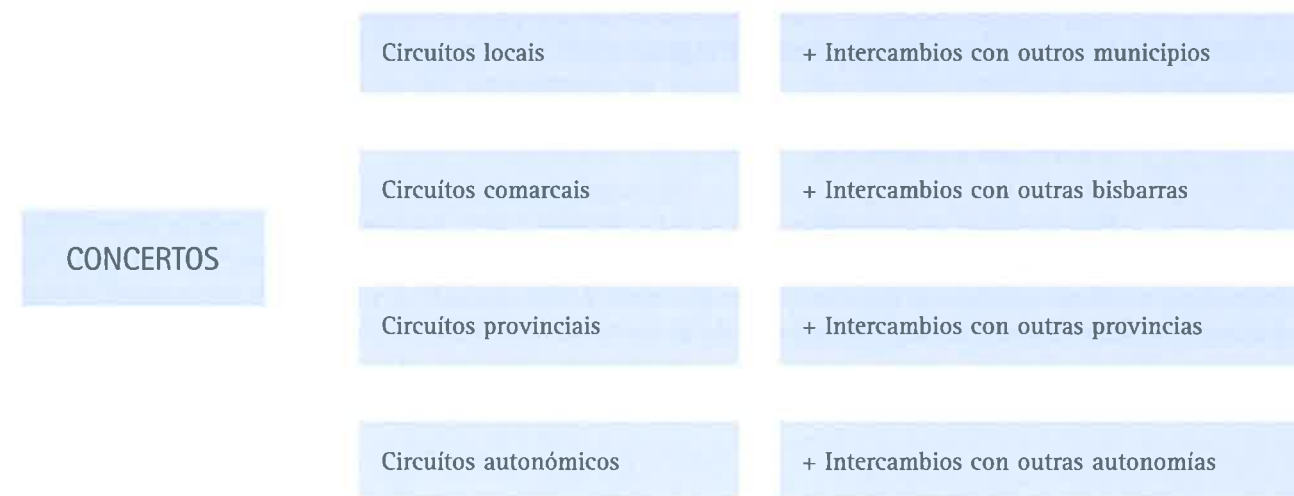 Circuítos locais
+ Intercambios con outros municipios
Circuítos comarcais
+ Intercambios con outras bisbarras
CONCERTOS
Circuítos provinciais
+ Intercambios con outras provincias
Circuítos autonómicos
+ Intercambios con outras autonomías